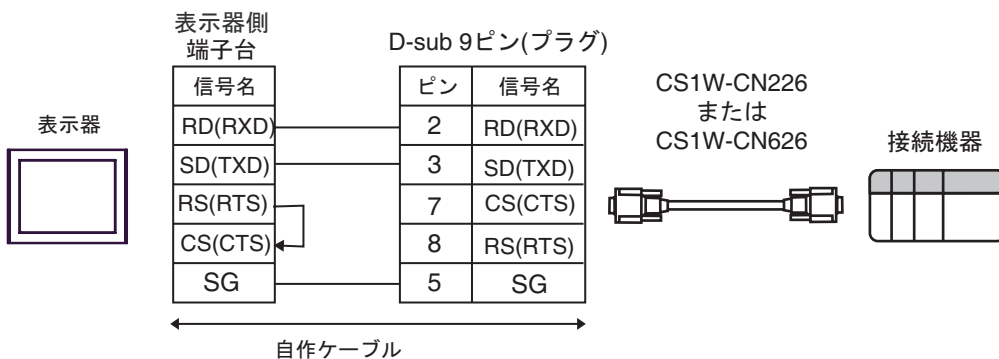 表示器側
端子台
D-sub 9ピン(プラグ)
信号名
ピン 信号名
RD(RXD) 2 RD(RXD)
SD(TXD) 3 SD(TXD)
RS(RTS) 7 CS(CTS)
CS(CTS) 8 RS(RTS)
SG 5 SG
表示器
CS1W-CN226
または
CS1W-CN626
接続機器
自作ケーブル